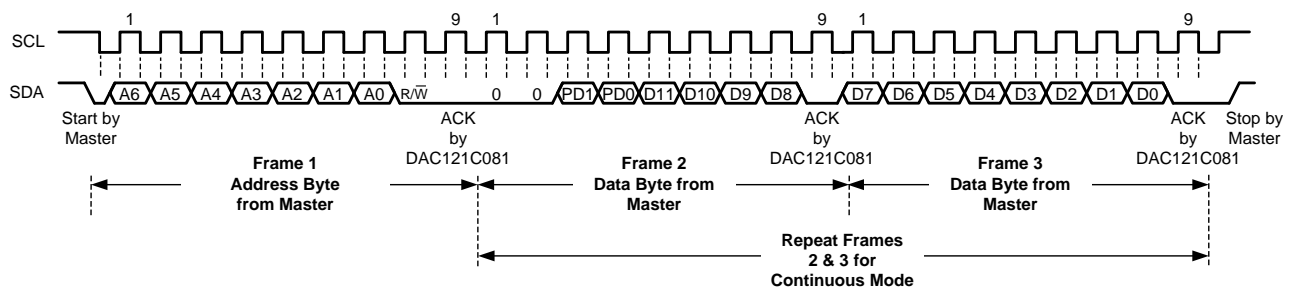 1 9 1 9 1 9
SCL
SDA A6 A5 A4 A3 A2 A1 A0 R/W̅ 0 0 PD1 PD0 D11 D10 D9 D8 D7 D6 D5 D4 D3 D2 D1 D0
Start by
Master
ACK
by
DAC121C081
ACK
by
DAC121C081
ACK
by
DAC121C081
Stop by
Master
Frame 1
Address Byte
from Master
Frame 2
Data Byte from
Master
Frame 3
Data Byte from
Master
Repeat Frames
2 & 3 for
Continuous Mode